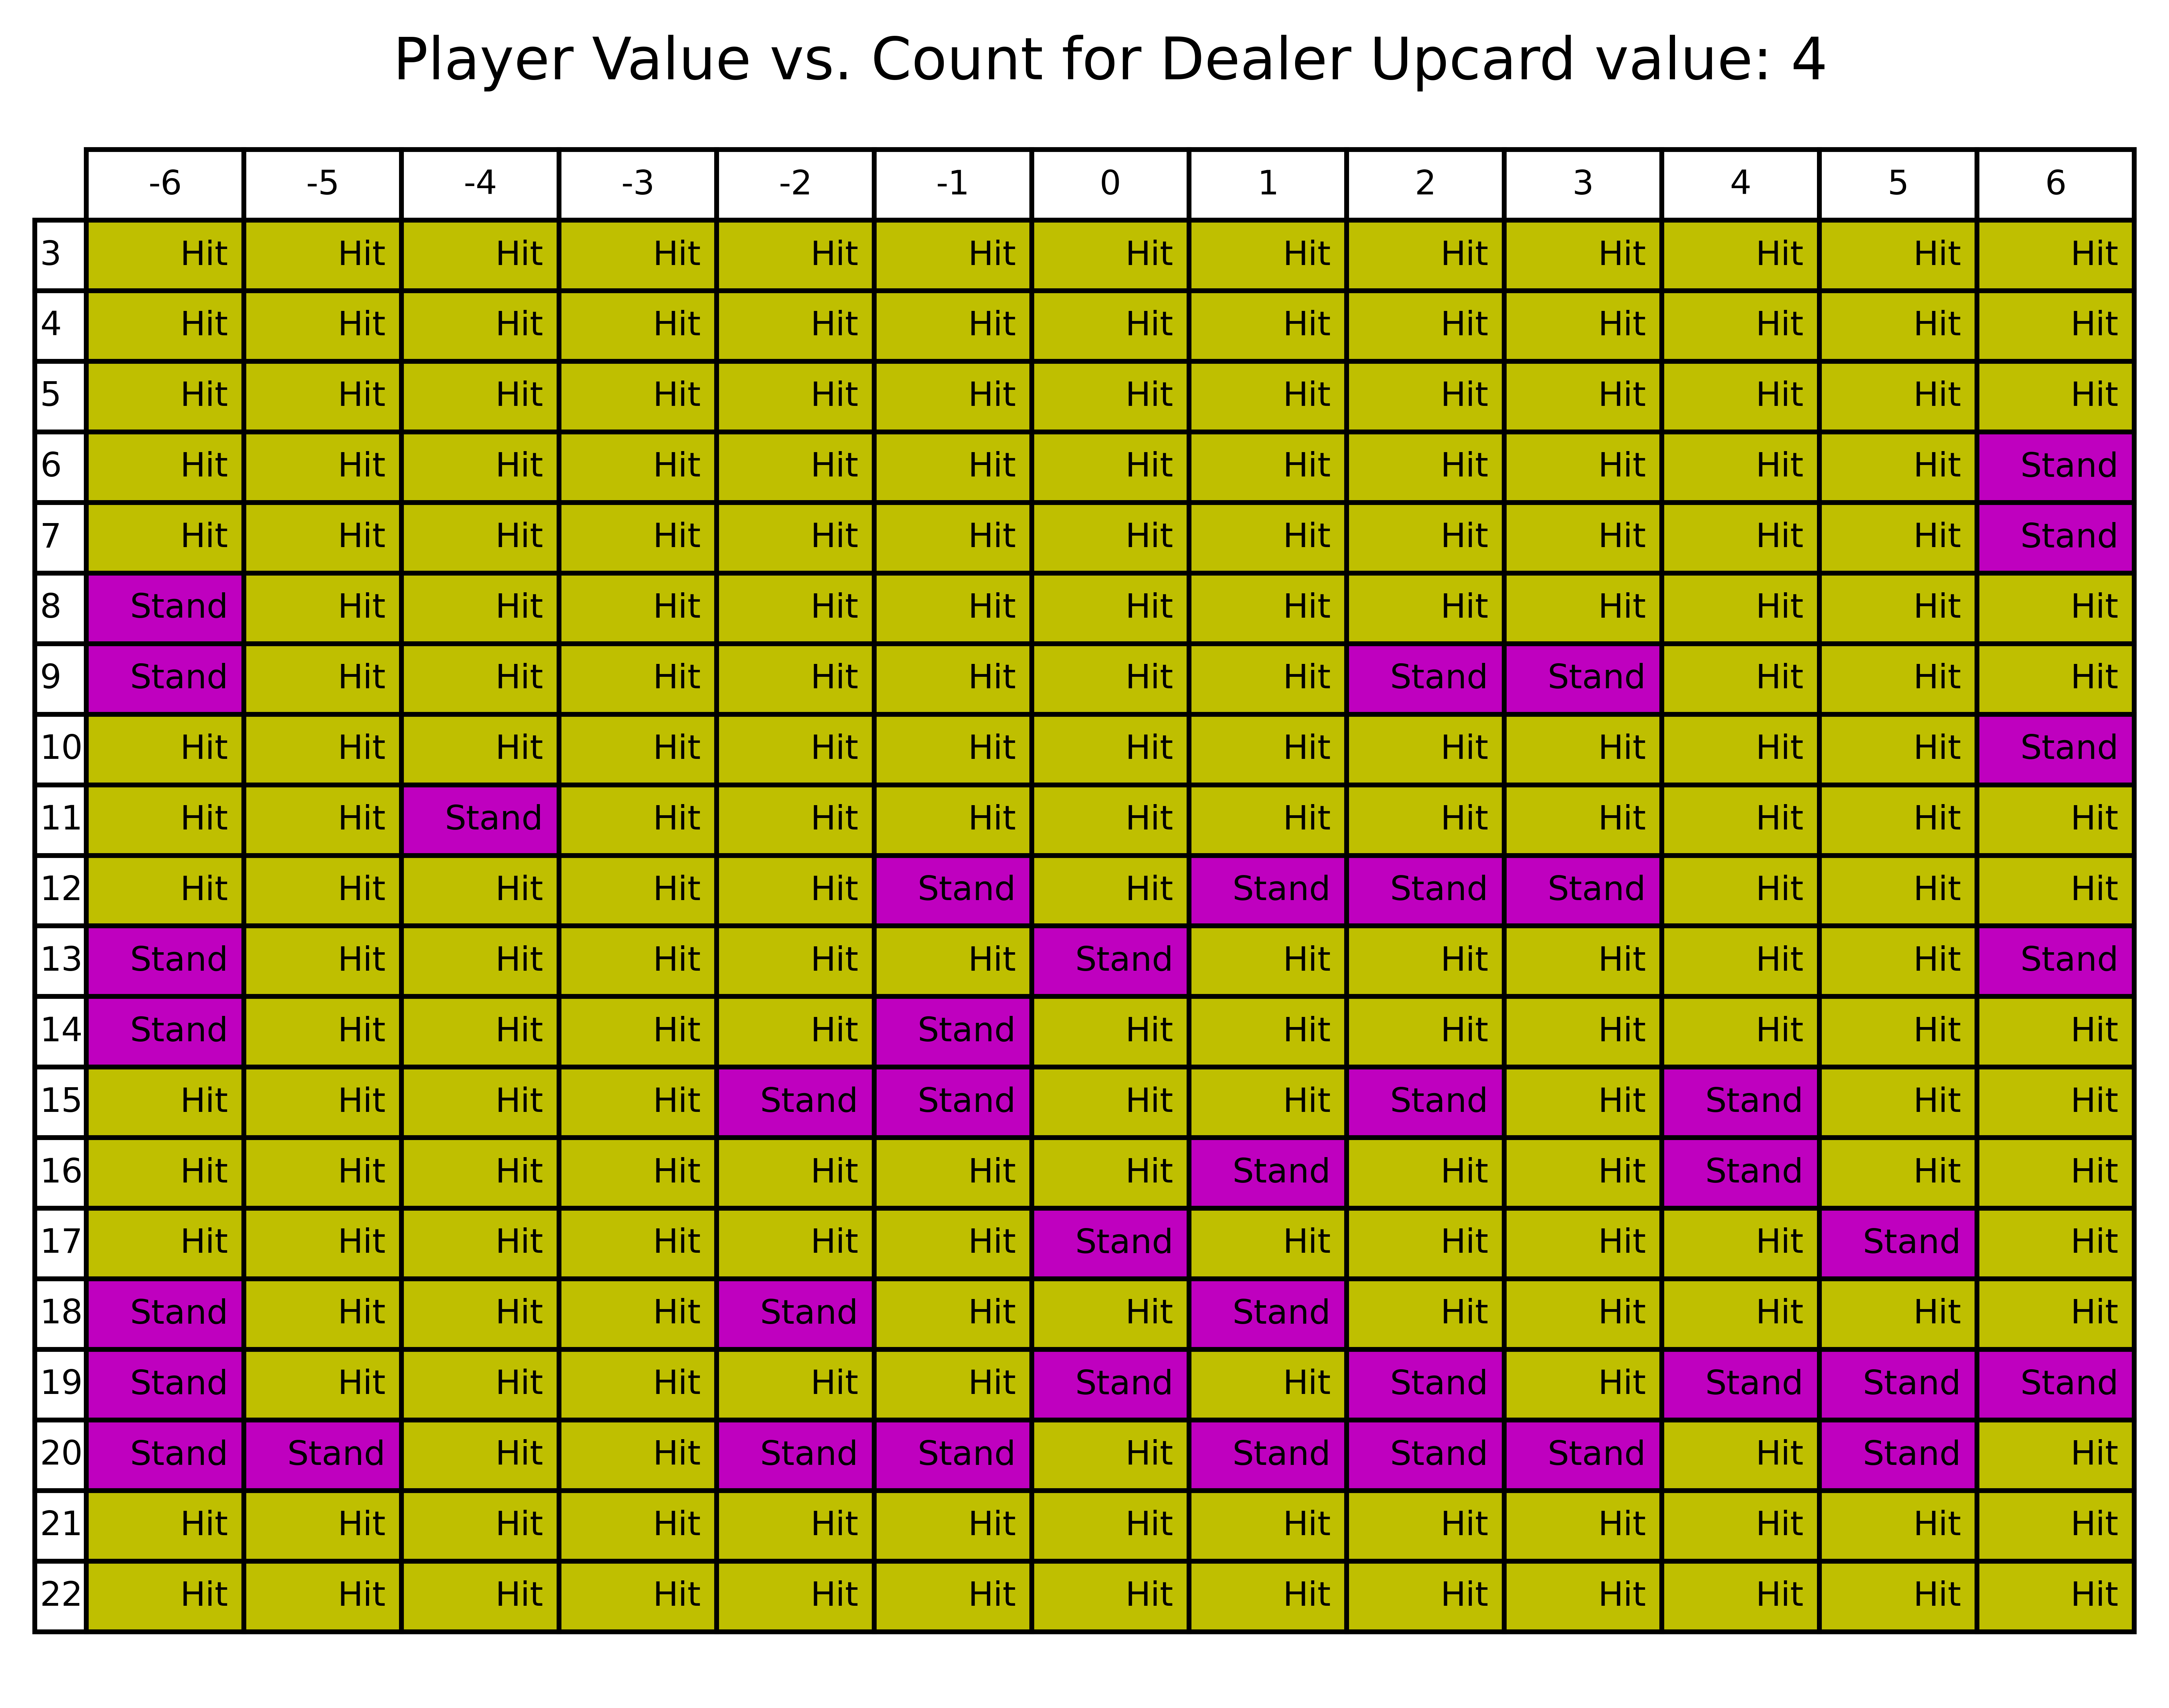 Player Value vs. Count for Dealer Upcard value: 4
-6 -5 -4 -3 -2 -1 0 1 2 3 4 5 6
3 Hit Hit Hit Hit Hit Hit Hit Hit Hit Hit Hit Hit Hit
4 Hit Hit Hit Hit Hit Hit Hit Hit Hit Hit Hit Hit Hit
5 Hit Hit Hit Hit Hit Hit Hit Hit Hit Hit Hit Hit Hit
6 Hit Hit Hit Hit Hit Hit Hit Hit Hit Hit Hit Hit Stand
7 Hit Hit Hit Hit Hit Hit Hit Hit Hit Hit Hit Hit Stand
8 Stand Hit Hit Hit Hit Hit Hit Hit Hit Hit Hit Hit Hit
9 Stand Hit Hit Hit Hit Hit Hit Hit Stand Stand Hit Hit Hit
10 Hit Hit Hit Hit Hit Hit Hit Hit Hit Hit Hit Hit Stand
11 Hit Hit Stand Hit Hit Hit Hit Hit Hit Hit Hit Hit Hit
12 Hit Hit Hit Hit Hit Stand Hit Stand Stand Stand Hit Hit Hit
13 Stand Hit Hit Hit Hit Hit Stand Hit Hit Hit Hit Hit Stand
14 Stand Hit Hit Hit Hit Stand Hit Hit Hit Hit Hit Hit Hit
15 Hit Hit Hit Hit Stand Stand Hit Hit Stand Hit Stand Hit Hit
16 Hit Hit Hit Hit Hit Hit Hit Stand Hit Hit Stand Hit Hit
17 Hit Hit Hit Hit Hit Hit Stand Hit Hit Hit Hit Stand Hit
18 Stand Hit Hit Hit Stand Hit Hit Stand Hit Hit Hit Hit Hit
19 Stand Hit Hit Hit Hit Hit Stand Hit Stand Hit Stand Stand Stand
20 Stand Stand Hit Hit Stand Stand Hit Stand Stand Stand Hit Stand Hit
21 Hit Hit Hit Hit Hit Hit Hit Hit Hit Hit Hit Hit Hit
22 Hit Hit Hit Hit Hit Hit Hit Hit Hit Hit Hit Hit Hit